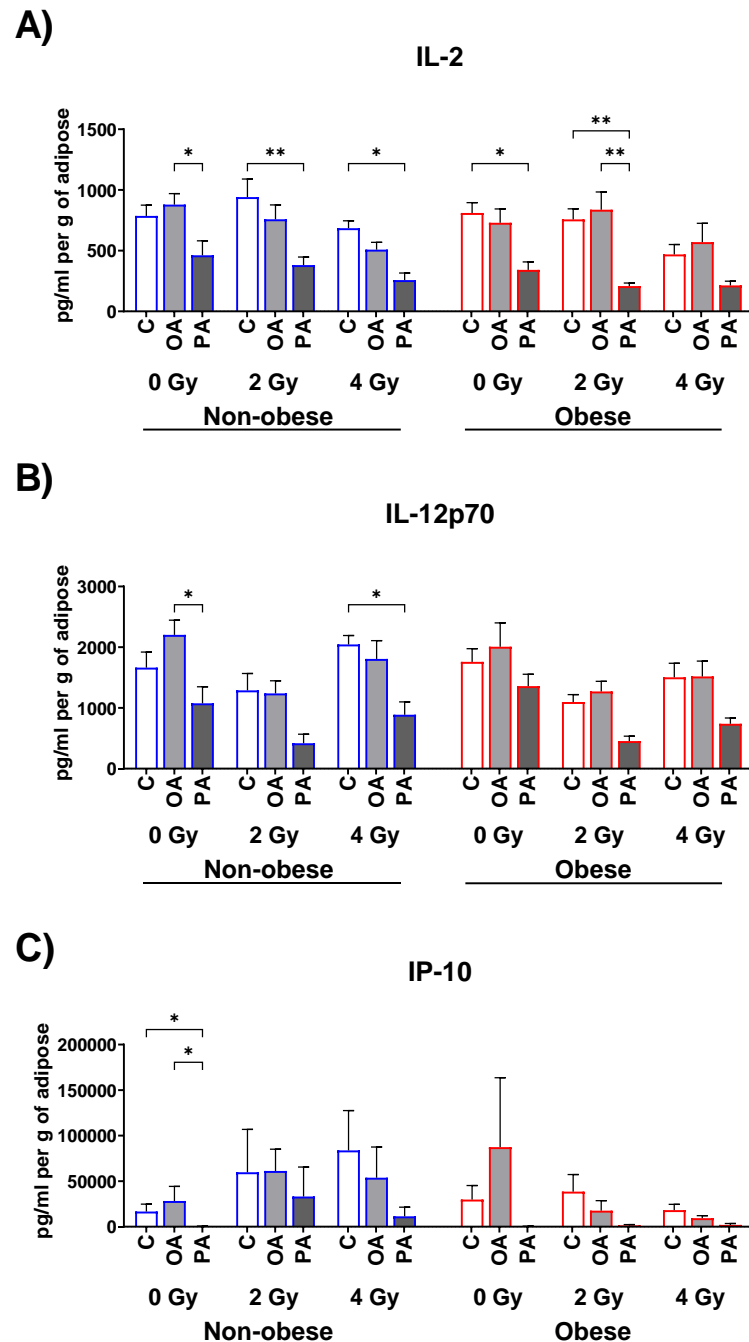 A)
IL-2
pg/ml per g of adipose
1500
1000
500
0
* ** * * ** **
C OA PA C OA PA C OA PA C OA PA C OA PA C OA PA
0 Gy 2 Gy 4 Gy 0 Gy 2 Gy 4 Gy
Non-obese Obese
B)
IL-12p70
pg/ml per g of adipose
3000
2000
1000
0
* *
C OA PA C OA PA C OA PA C OA PA C OA PA C OA PA
0 Gy 2 Gy 4 Gy 0 Gy 2 Gy 4 Gy
Non-obese Obese
C)
IP-10
pg/ml per g of adipose
200000
150000
100000
50000
0
*
*
C OA PA C OA PA C OA PA C OA PA C OA PA C OA PA
0 Gy 2 Gy 4 Gy 0 Gy 2 Gy 4 Gy
Non-obese Obese